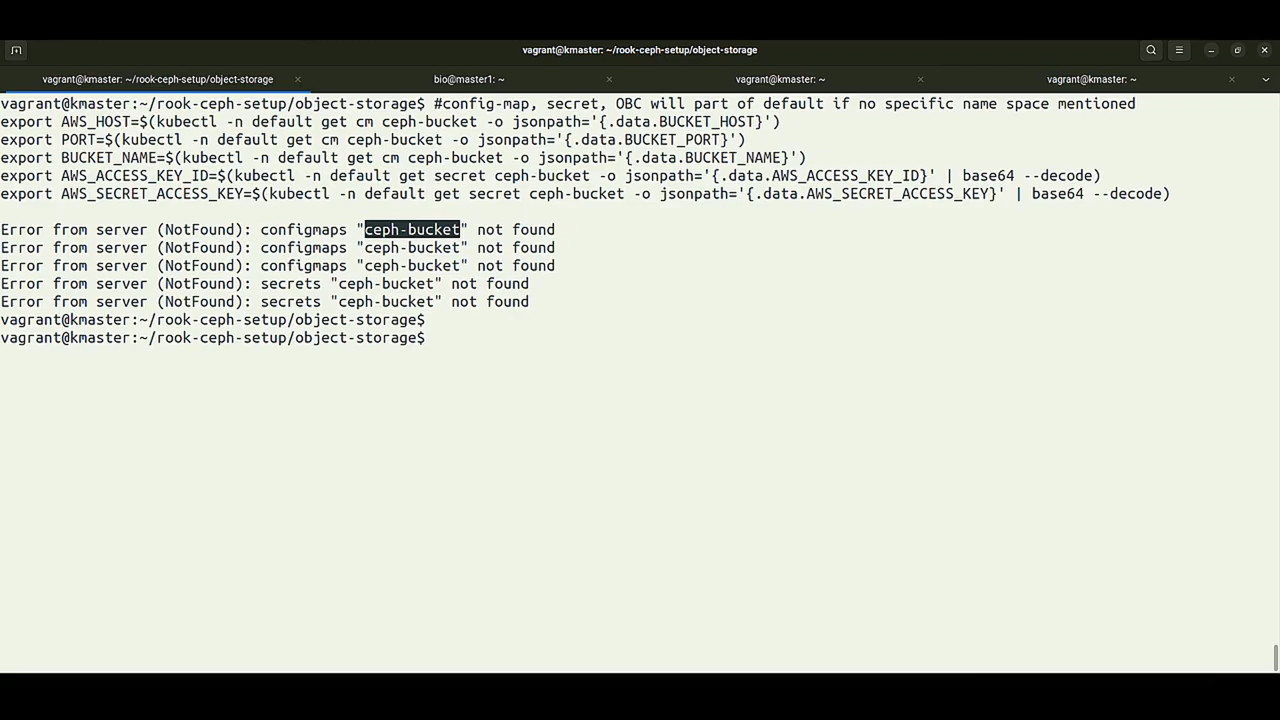 vagrant@kmaster: ~/rook-ceph-setup/object-storage
vagrant@kmaster: ~/rook-ceph-setup/object-storage × bio@master1: ~ × vagrant@kmaster: ~ × vagrant@kmaster: ~ ×
vagrant@kmaster:~/rook-ceph-setup/object-storage$ #config-map, secret, OBC will part of default if no specific name space mentioned
export AWS_HOST=$(kubectl -n default get cm ceph-bucket -o jsonpath='{.data.BUCKET_HOST}')
export PORT=$(kubectl -n default get cm ceph-bucket -o jsonpath='{.data.BUCKET_PORT}')
export BUCKET_NAME=$(kubectl -n default get cm ceph-bucket -o jsonpath='{.data.BUCKET_NAME}')
export AWS_ACCESS_KEY_ID=$(kubectl -n default get secret ceph-bucket -o jsonpath='{.data.AWS_ACCESS_KEY_ID}' | base64 --decode)
export AWS_SECRET_ACCESS_KEY=$(kubectl -n default get secret ceph-bucket -o jsonpath='{.data.AWS_SECRET_ACCESS_KEY}' | base64 --decode)
Error from server (NotFound): configmaps "ceph-bucket" not found
Error from server (NotFound): configmaps "ceph-bucket" not found
Error from server (NotFound): configmaps "ceph-bucket" not found
Error from server (NotFound): secrets "ceph-bucket" not found
Error from server (NotFound): secrets "ceph-bucket" not found
vagrant@kmaster:~/rook-ceph-setup/object-storage$
vagrant@kmaster:~/rook-ceph-setup/object-storage$